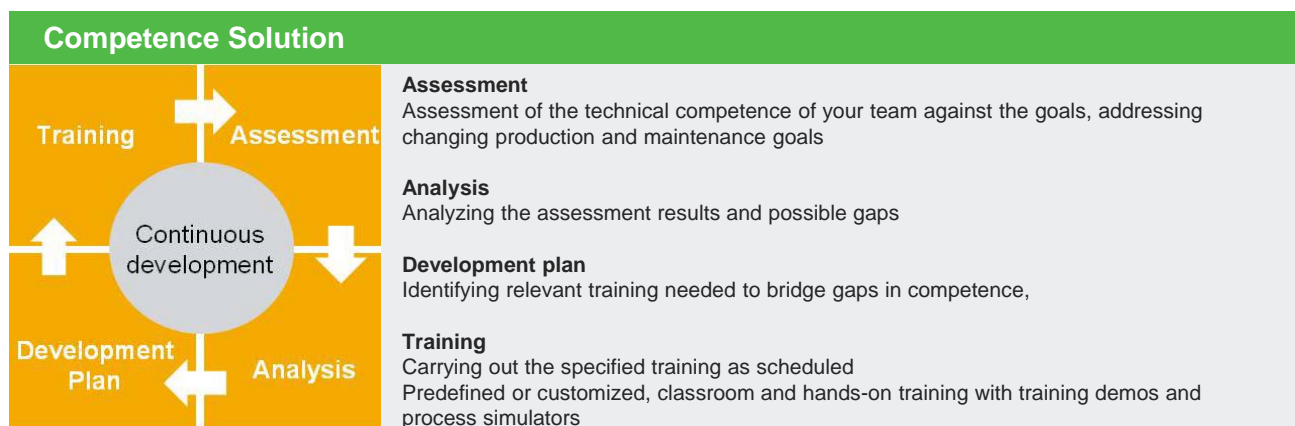 Competence Solution
Training
Assessment
Continuous
development
Development
Plan
Analysis
Assessment
Assessment of the technical competence of your team against the goals, addressing
changing production and maintenance goals
Analysis
Analyzing the assessment results and possible gaps
Development plan
Identifying relevant training needed to bridge gaps in competence,
Training
Carrying out the specified training as scheduled
Predefined or customized, classroom and hands-on training with training demos and
process simulators